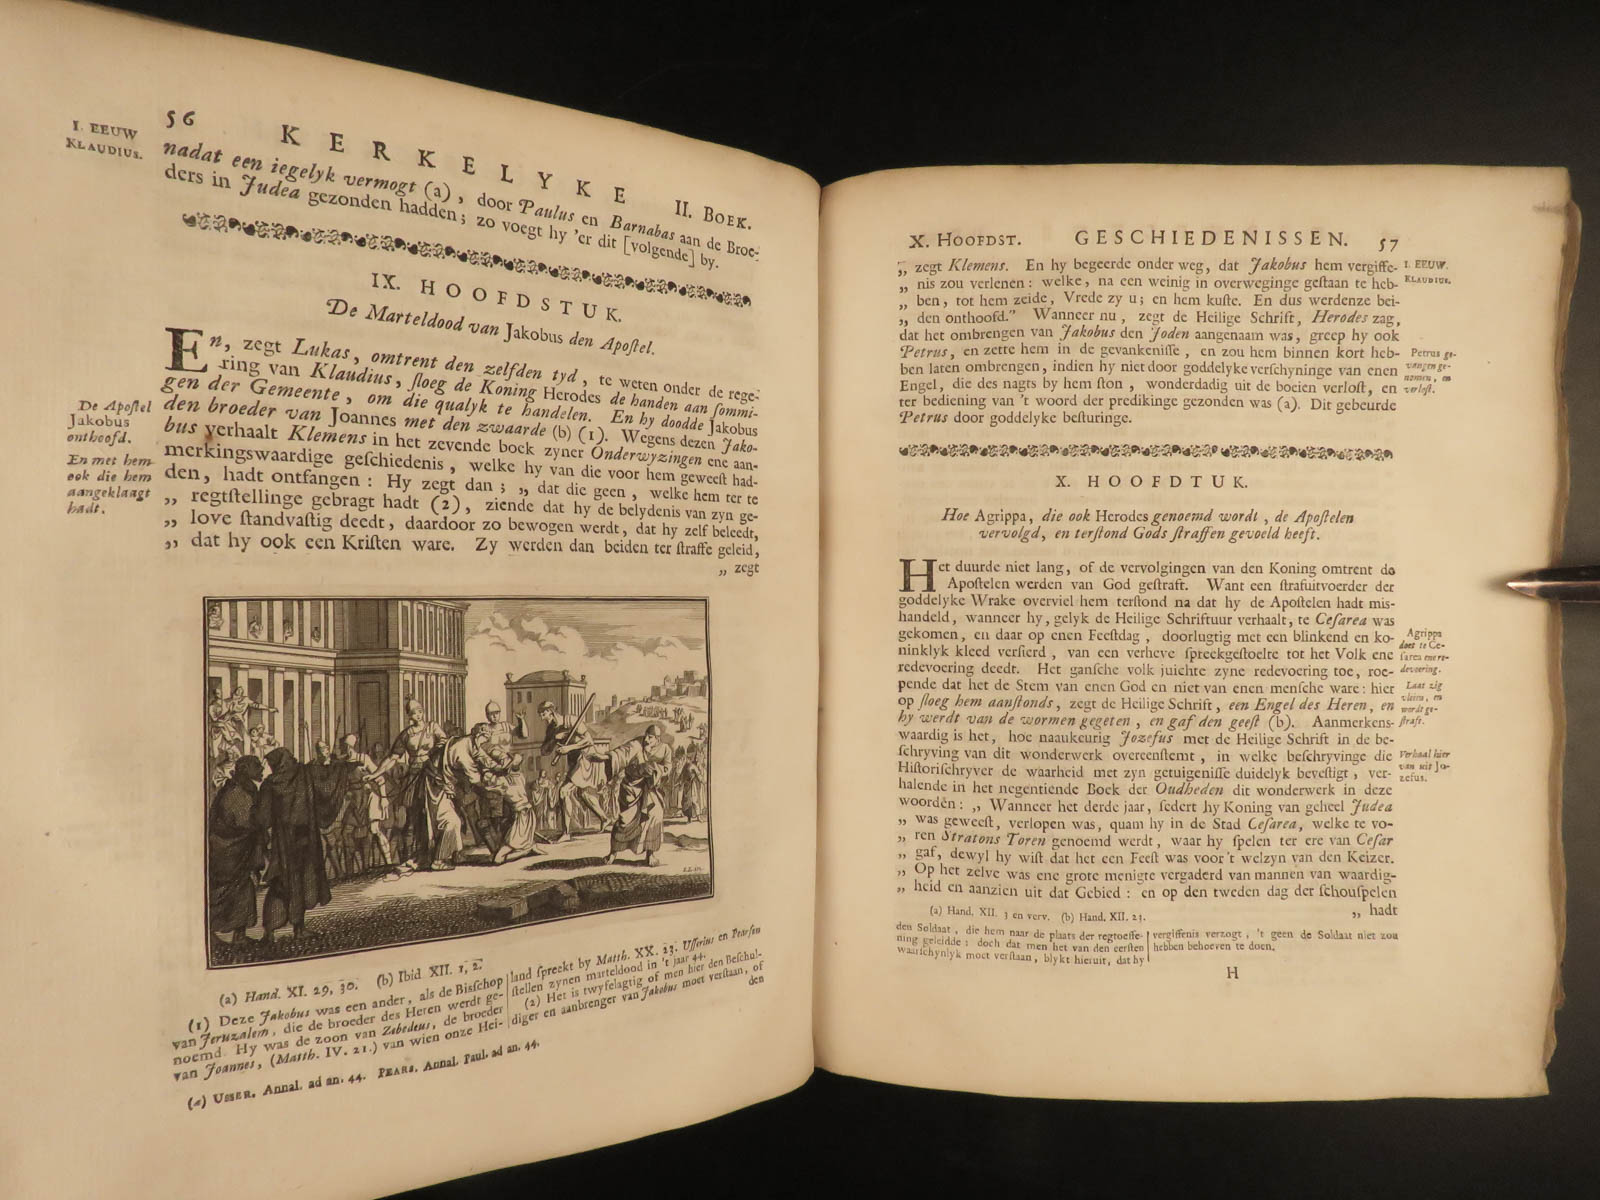 56 KERKELYKE II. BOEK.
I. EEUW
KLAUDIUS.
nadat een iegelyk vermogt (a), door Paulus en Barnabas aan de Broe-
ders in Judea gezonden hadden; zo voegt hy 'er dit [volgende] by.
IX. HOOFDSTUK.
De Marteldood van Jakobus den Apoſtel.
En, zegt Lukas, omtrent den zelfden tyd, te weten onder de rege-
ring van Klaudius, ſloeg de Koning Herodes de handen aan ſommi-
gen der Gemeente, om die qualyk te handelen. En hy doodde Jakobus
den broeder van Joannes met den zwaarde (b) (1). Wegens dezen Jako-
bus verhaalt Klemens in het zevende boek zyner Onderwyzingen ene aan-
merkingswaardige geſchiedenis, welke hy van die voor hem geweeſt had-
den, hadt ontfangen: Hy zegt dan; „ dat die geen, welke hem ter te
„ regtſtellinge gebragt hadt (2), ziende dat hy de belydenis van zyn ge-
„ love ſtandvaſtig deedt, daardoor zo bewogen werdt, dat hy zelf beleedt,
„ dat hy ook een Kriſten ware. Zy werden dan beiden ter ſtraffe geleid,
„ zegt
De Apoſtel
Jakobus
onthoofd.
En met hem
ook die hem
aangeklaagt
hadt.
(a) Hand. XI. 29, 30. (b) Ibid XII. 1, 2.
(1) Deze Jakobus was een ander, als de Bisſchop
van Jeruzalem, die de broeder des Heren werdt ge-
noemd. Hy was de zoon van Zebedeus, de broeder
van Joannes, (Matth. IV. 21.) van wien onze Hei-
land ſpreekt by Matth. XX. 23. Uſſerius en Pearſon
ſtellen zynen marteldood in 't jaar 44.
(2) Het is twyfelagtig of men hier den Beſchul-
diger en aanbrenger van Jakobus moet verſtaan, of
den
(a) USSER. Annal. ad an. 44. PEARS. Annal. Paul. ad an. 44.
X. HOOFDST. GESCHIEDENISSEN. 57
I. EEUW.
KLAUDIUS.
„ zegt Klemens. En hy begeerde onder weg, dat Jakobus hem vergiffe-
„ nis zou verlenen: welke, na een weinig in overweginge geſtaan te heb-
„ ben, tot hem zeide, Vrede zy u; en hem kuſte. En dus werdenze bei-
„ den onthoofd.” Wanneer nu, zegt de Heilige Schrift, Herodes zag,
dat het ombrengen van Jakobus den Joden aangenaam was, greep hy ook
Petrus, en zette hem in de gevankeniſſe, en zou hem binnen kort heb-
ben laten ombrengen, indien hy niet door goddelyke verſchyninge van enen
Engel, die des nagts by hem ſton, wonderdadig uit de boeien verloſt, en
ter bediening van 't woord der predikinge gezonden was (a). Dit gebeurde
Petrus door goddelyke beſturinge.
Petrus ge-
vangen ge-
nomen, en
verloſt.
X. HOOFDTUK.
Hoe Agrippa, die ook Herodes genoemd wordt, de Apoſtelen
vervolgd, en terſtond Gods ſtraffen gevoeld heeft.
Het duurde niet lang, of de vervolgingen van den Koning omtrent de
Apoſtelen werden van God geſtraft. Want een ſtrafuitvoerder der
goddelyke Wrake overviel hem terſtond na dat hy de Apoſtelen hadt mis-
handeld, wanneer hy, gelyk de Heilige Schriftuur verhaalt, te Ceſarea was
gekomen, en daar op enen Feeſtdag, doorlugtig met een blinkend en ko-
ninklyk kleed verſierd, van een verheve ſpreekgeſtoelte tot het Volk ene
redevoering deedt. Het ganſche volk juichte zyne redevoering toe, roe-
pende dat het de Stem van enen God en niet van enen menſche ware: hier
op ſloeg hem aanſtonds, zegt de Heilige Schrift, een Engel des Heren, en
hy werdt van de wormen gegeten, en gaf den geeſt (b). Aanmerkens-
waardig is het, hoe naaukeurig Jozefus met de Heilige Schrift in de be-
ſchryving van dit wonderwerk overeenſtemt, in welke beſchryvinge die
Hiſtoriſchryver de waarheid met zyn getuigeniſſe duidelyk beveſtigt, ver-
halende in het negentiende Boek der Oudheden dit wonderwerk in deze
woorden: „ Wanneer het derde jaar, ſedert hy Koning van geheel Judea
„ was geweeſt, verlopen was, quam hy in de Stad Ceſarea, welke te vo-
„ ren Stratons Toren genoemd werdt, waar hy ſpelen ter ere van Ceſar
„ gaf, dewyl hy wiſt dat het een Feeſt was voor't welzyn van den Keizer.
„ Op het zelve was ene grote menigte vergaderd van mannen van waardig-
„ heid en aanzien uit dat Gebied: en op den tweden dag der ſchouſpelen
„ hadt
Agrippa
doet te Ce-
ſarea ene re-
devoering.
Laat zig
vleien, en
wordt ge-
ſtraft.
Verhaal hier
van uit Jo-
zefus.
(a) Hand. XII. 3 en verv. (b) Hand. XII. 21.
den Soldaat, die hem naar de plaats der regtoeffe-
ning geleidde: doch dat men het van den eerſten
waarſchynlyk moet verſtaan, blykt hieruit, dat hy
vergiffenis verzogt, 't geen de Soldaat niet zou
hebben behoeven te doen.
H